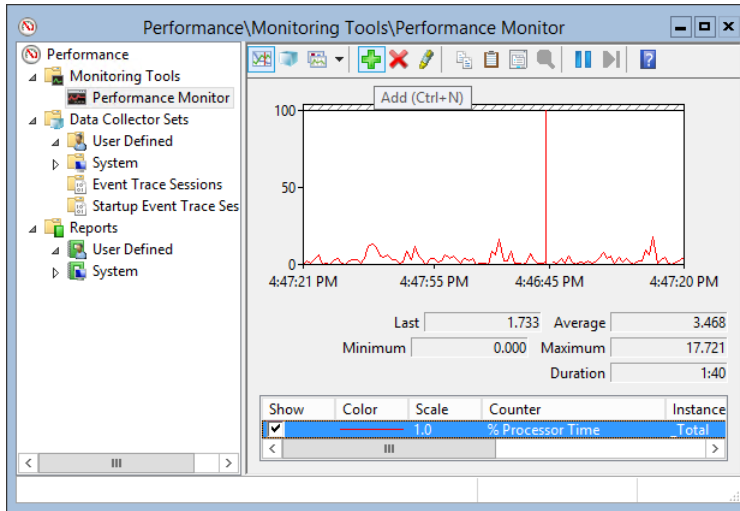 Performance\Monitoring Tools\Performance Monitor
Performance
Monitoring Tools
Performance Monitor
Data Collector Sets
User Defined
System
Event Trace Sessions
Startup Event Trace Ses
Reports
User Defined
System
Add (Ctrl+N)
100
50
0
4:47:21 PM 4:47:55 PM 4:46:45 PM 4:47:20 PM
Last 1.733 Average 3.468
Minimum 0.000 Maximum 17.721
Duration 1:40
Show Color Scale Counter Instance
1.0 % Processor Time _Total